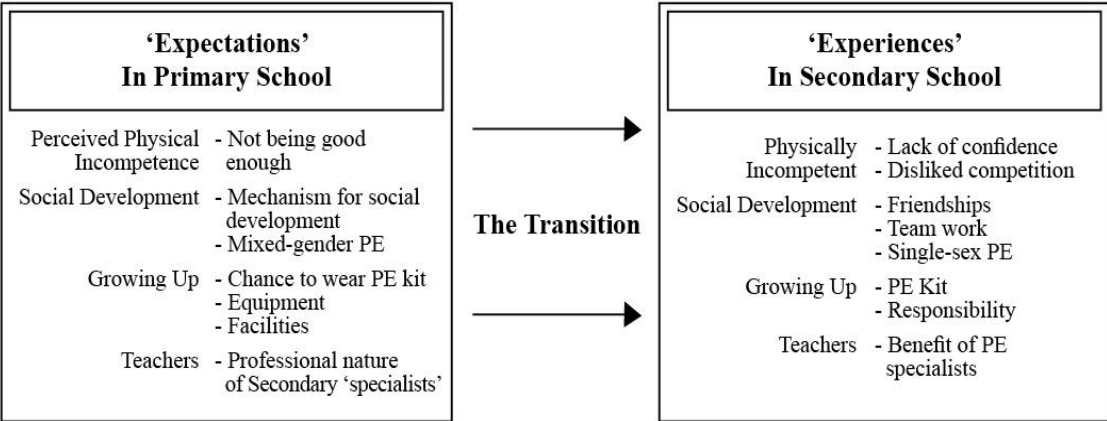 ‘Expectations’
In Primary School
Perceived Physical - Not being good
Incompetence enough
Social Development - Mechanism for social
development
- Mixed-gender PE
Growing Up - Chance to wear PE kit
- Equipment
- Facilities
Teachers - Professional nature
of Secondary ‘specialists’
The Transition
‘Experiences’
In Secondary School
Physically - Lack of confidence
Incompetent - Disliked competition
Social Development - Friendships
- Team work
- Single-sex PE
Growing Up - PE Kit
- Responsibility
Teachers - Benefit of PE
specialists